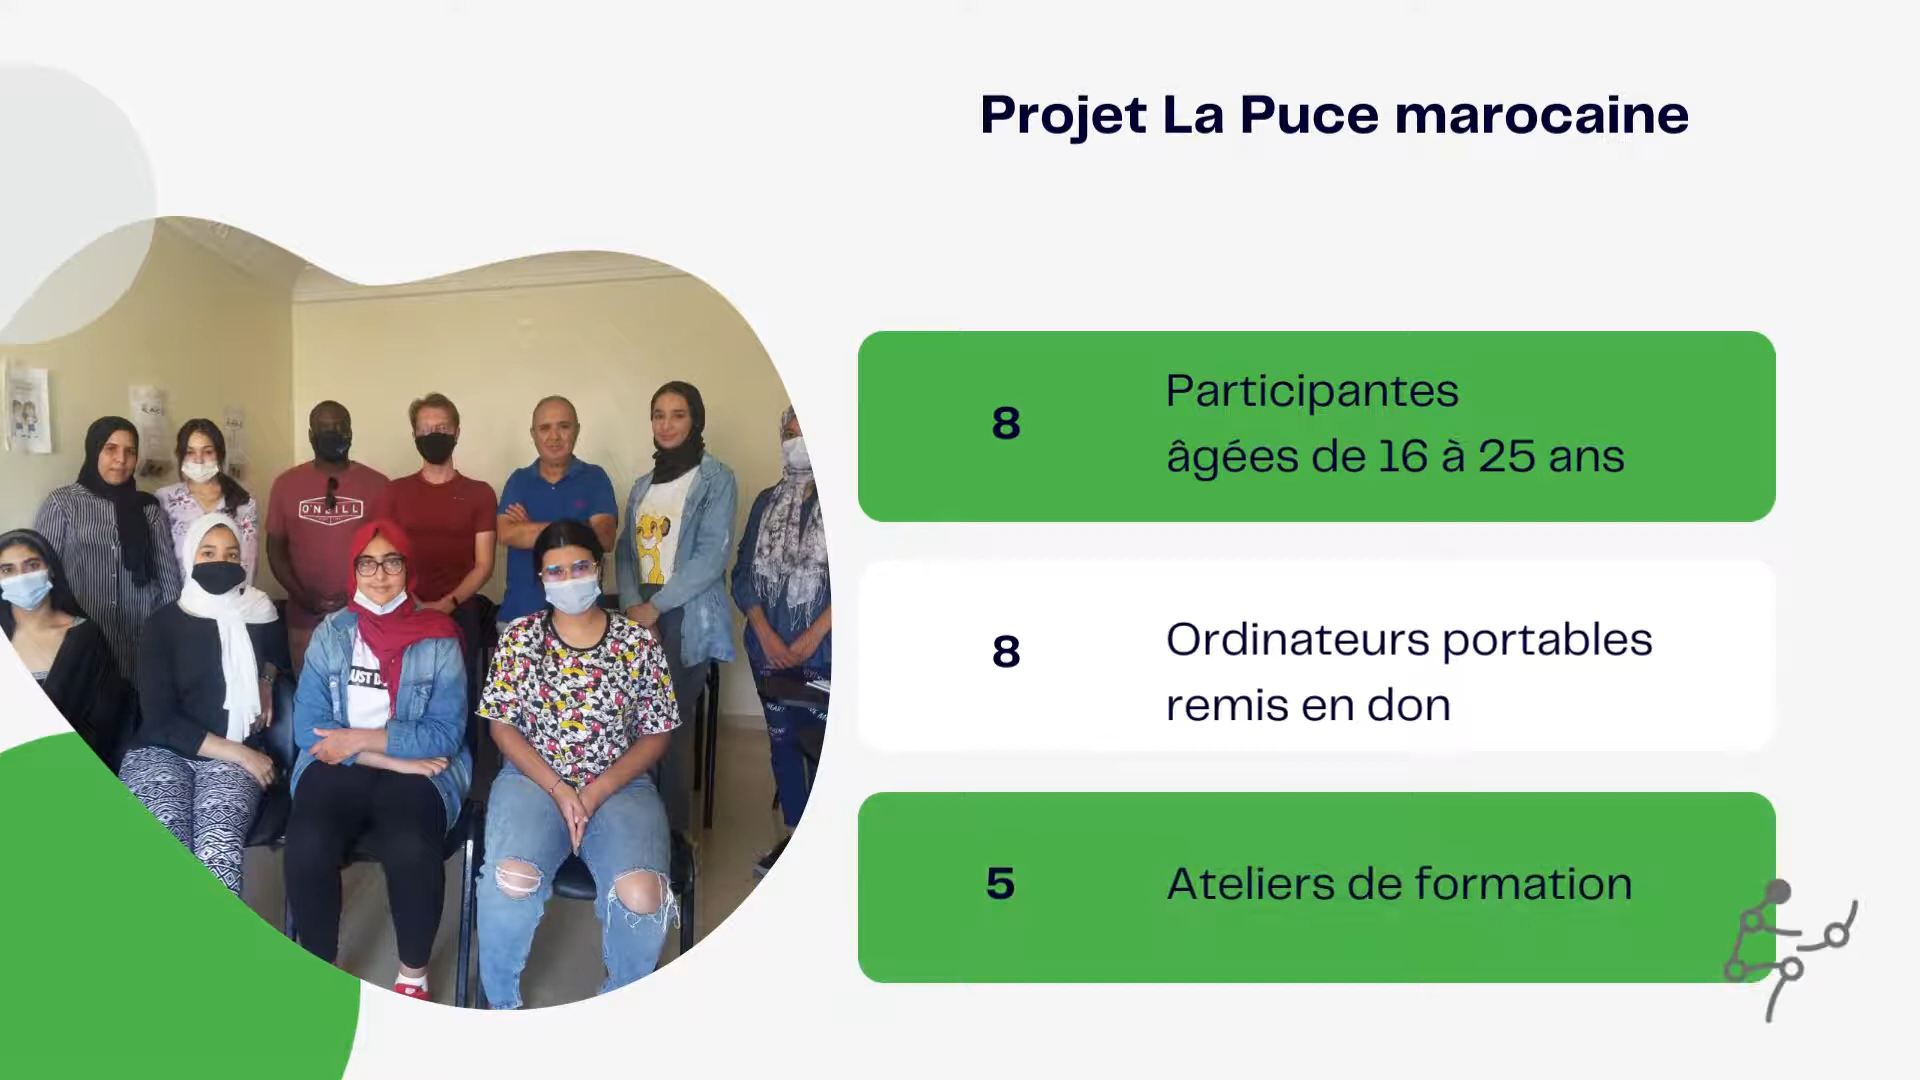 Projet La Puce marocaine
8
Participantes
âgées de 16 à 25 ans
8
Ordinateurs portables
remis en don
5
Ateliers de formation
O'NEILL